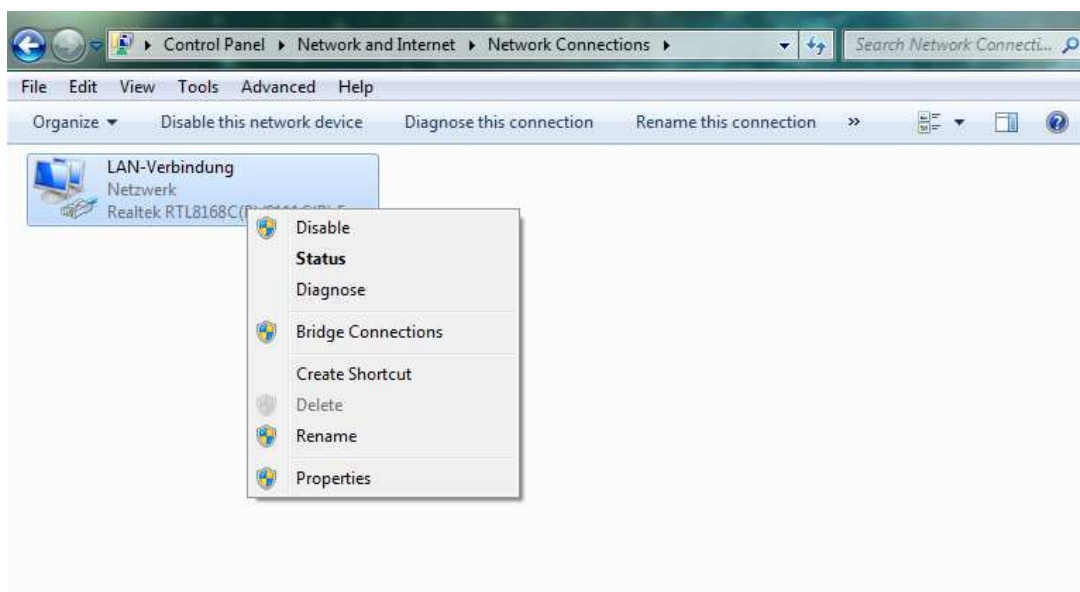 Control Panel Network and Internet Network Connections Search Network Connecti...
File Edit View Tools Advanced Help
Organize Disable this network device Diagnose this connection Rename this connection »
LAN-Verbindung
Netzwerk
Realtek
Disable
Status
Diagnose
Bridge Connections
Create Shortcut
Delete
Rename
Properties